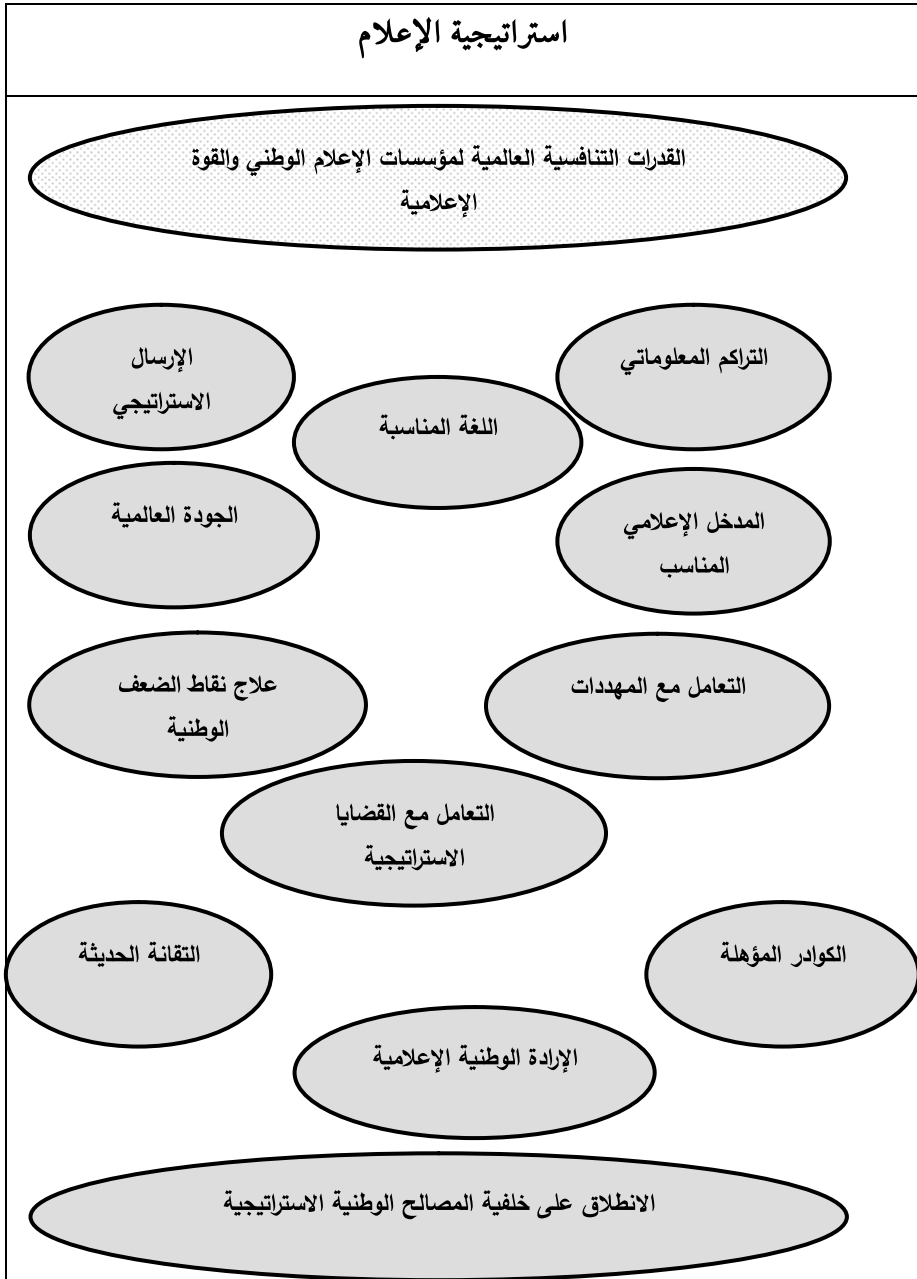 استراتيجية الإعلام
القدرات التنافسية العالمية لمؤسسات الإعلام الوطني والقوة
الإعلامية
التراكم المعلوماتي
الإرسال
الاستراتيجي
اللغة المناسبة
المدخل الإعلامي
المناسب
الجودة العالمية
التعامل مع المهددات
علاج نقاط الضعف
الوطنية
التعامل مع القضايا
الاستراتيجية
الكوادر المؤهلة
التقانة الحديثة
الإرادة الوطنية الإعلامية
الانطلاق على خلفية المصالح الوطنية الاستراتيجية